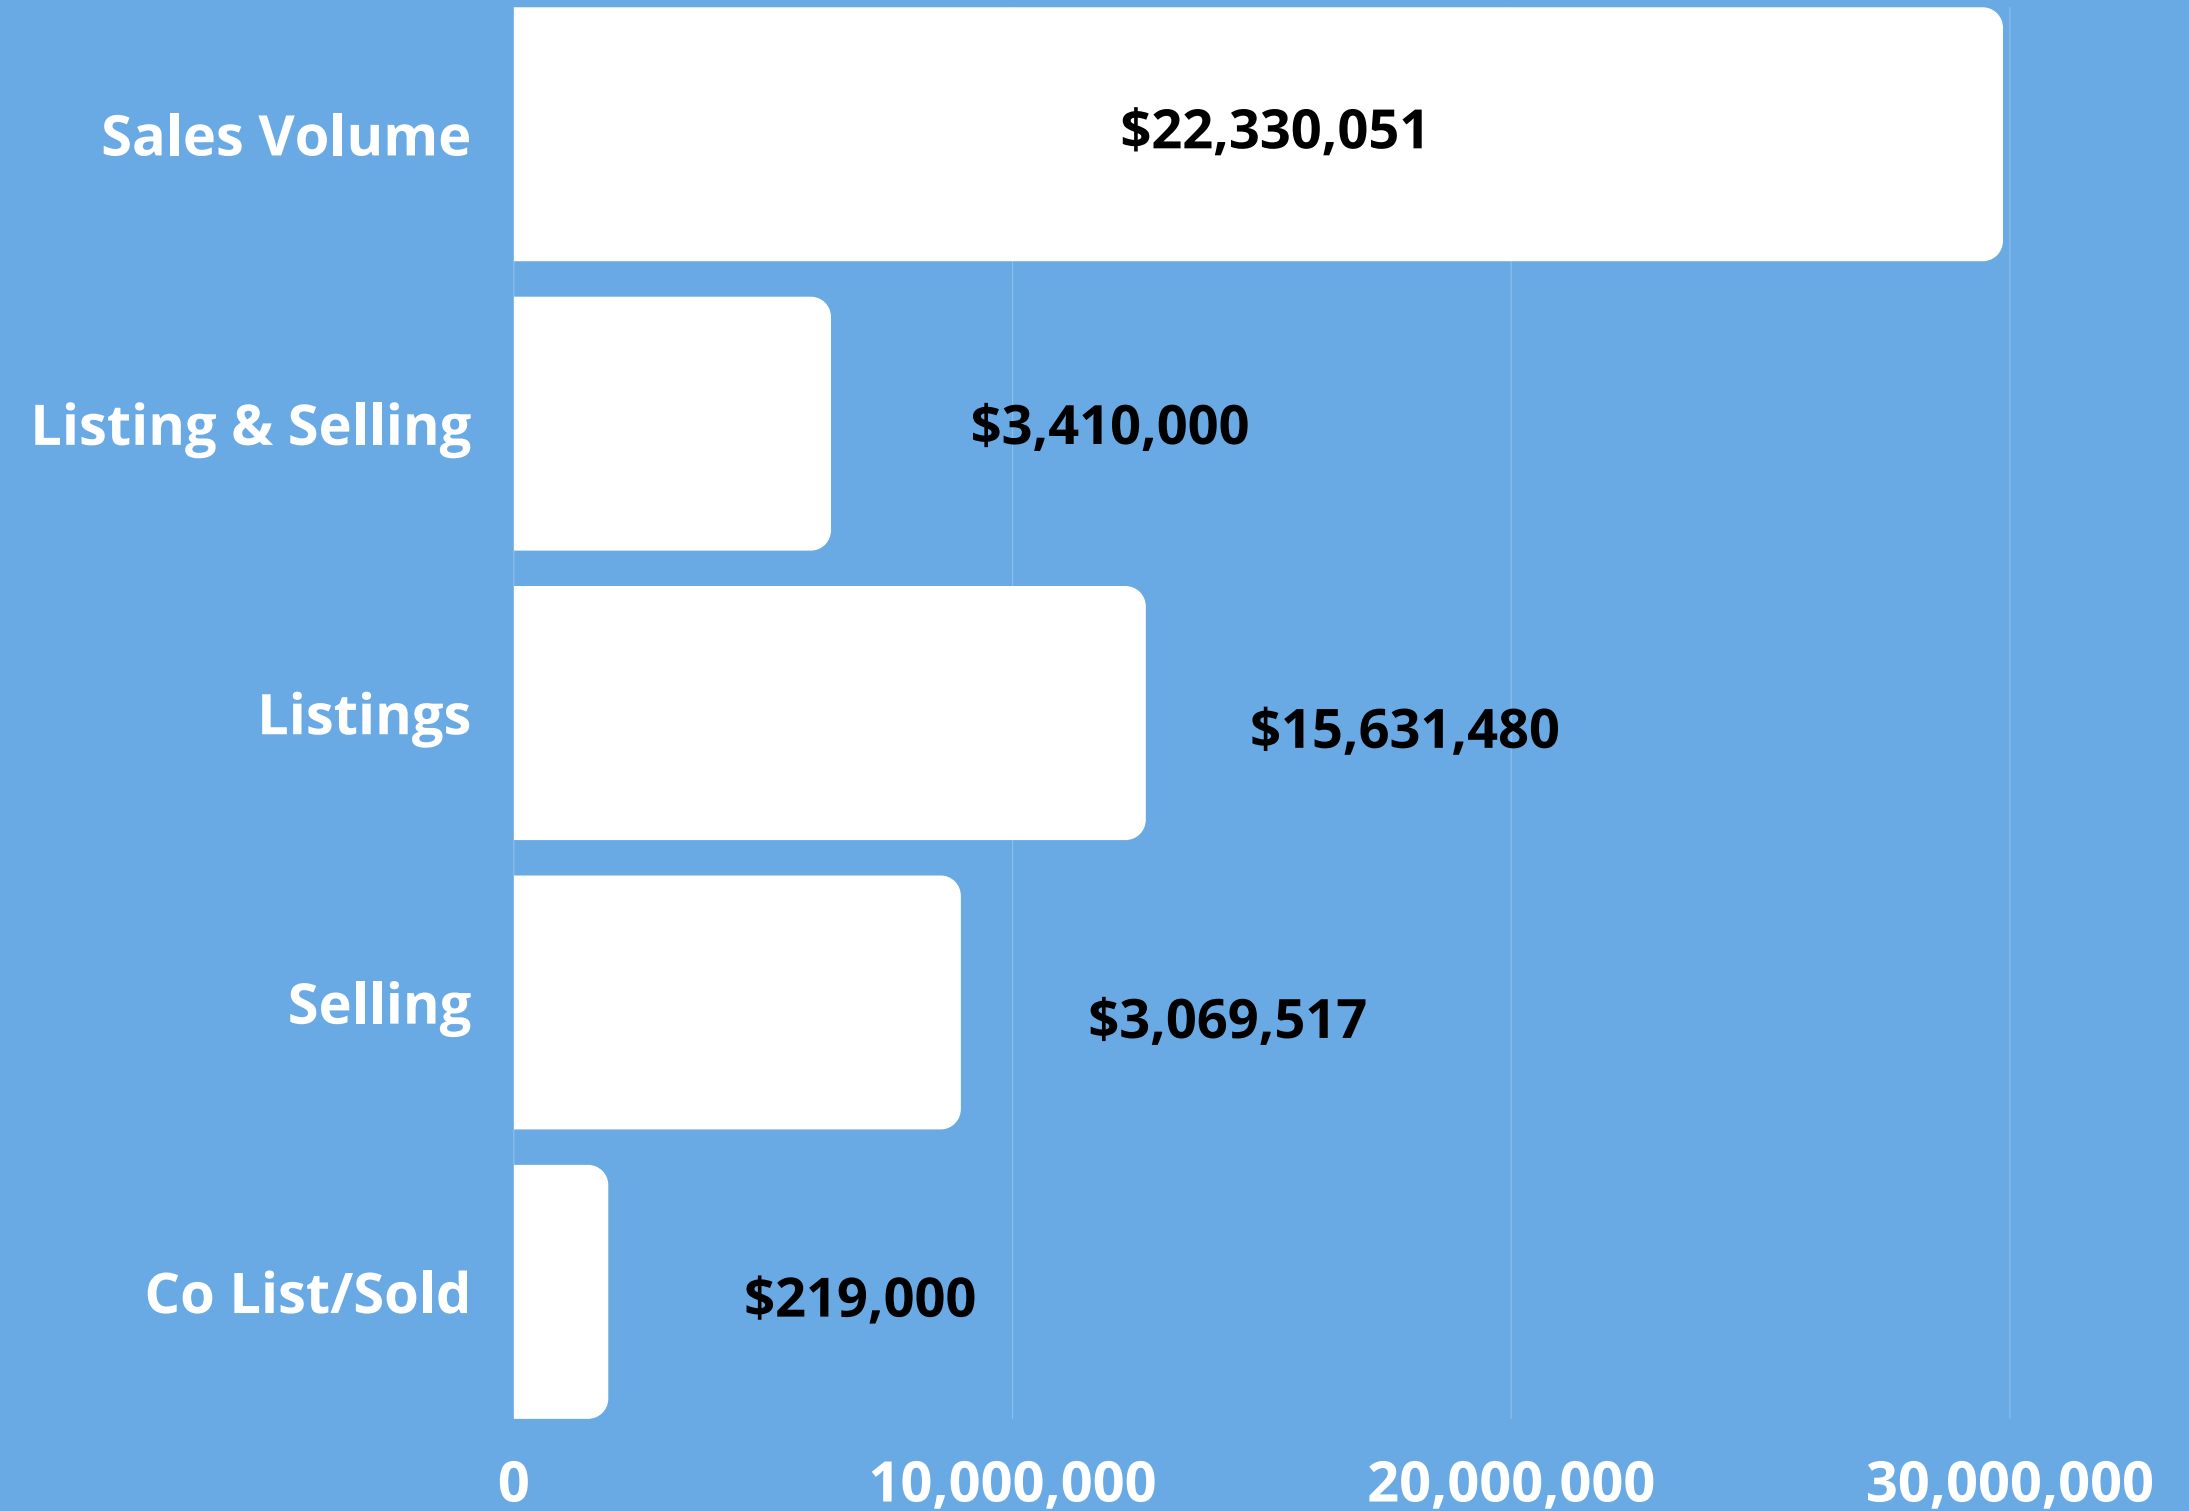 Sales Volume
$22,330,051
Listing & Selling
$3,410,000
Listings
$15,631,480
Selling
$3,069,517
Co List/Sold
$219,000
0
10,000,000
20,000,000
30,000,000